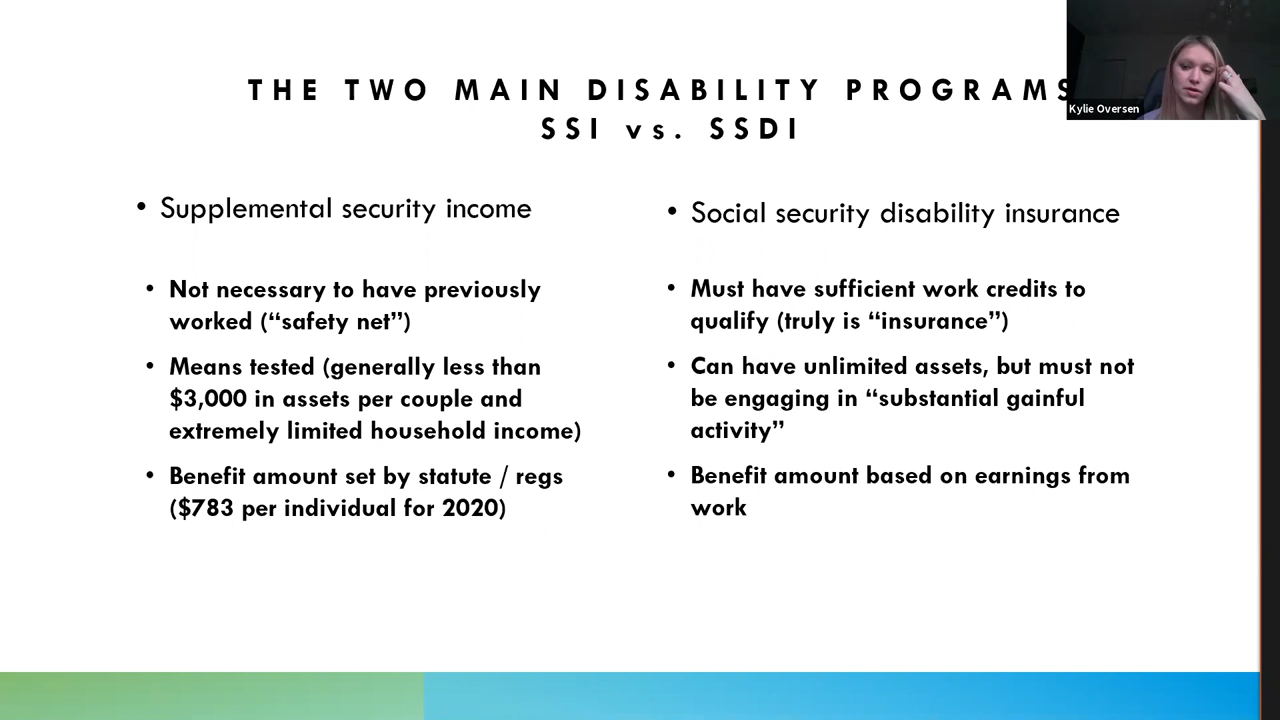 THE TWO MAIN DISABILITY PROGRAMS
SSI vs. SSDI
Kylie Oversen
• Supplemental security income
• Not necessary to have previously
worked (“safety net”)
• Means tested (generally less than
$3,000 in assets per couple and
extremely limited household income)
• Benefit amount set by statute / regs
($783 per individual for 2020)
• Social security disability insurance
• Must have sufficient work credits to
qualify (truly is “insurance”)
• Can have unlimited assets, but must not
be engaging in “substantial gainful
activity”
• Benefit amount based on earnings from
work